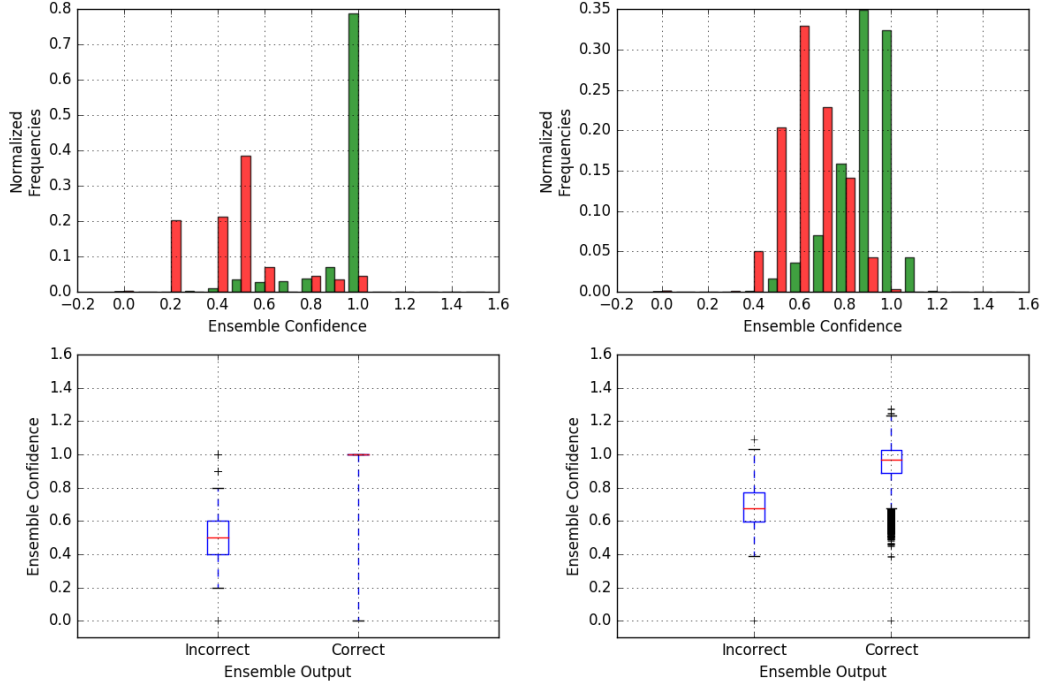 0.8
0.7
0.6
0.5
0.4
0.3
0.2
0.1
0.0
Normalized
Frequencies
−0.2 0.0 0.2 0.4 0.6 0.8 1.0 1.2 1.4 1.6
Ensemble Confidence
0.35
0.30
0.25
0.20
0.15
0.10
0.05
0.00
Normalized
Frequencies
−0.2 0.0 0.2 0.4 0.6 0.8 1.0 1.2 1.4 1.6
Ensemble Confidence
1.6
1.4
1.2
1.0
0.8
0.6
0.4
0.2
0.0
Ensemble Confidence
Incorrect Correct
Ensemble Output
1.6
1.4
1.2
1.0
0.8
0.6
0.4
0.2
0.0
Ensemble Confidence
Incorrect Correct
Ensemble Output